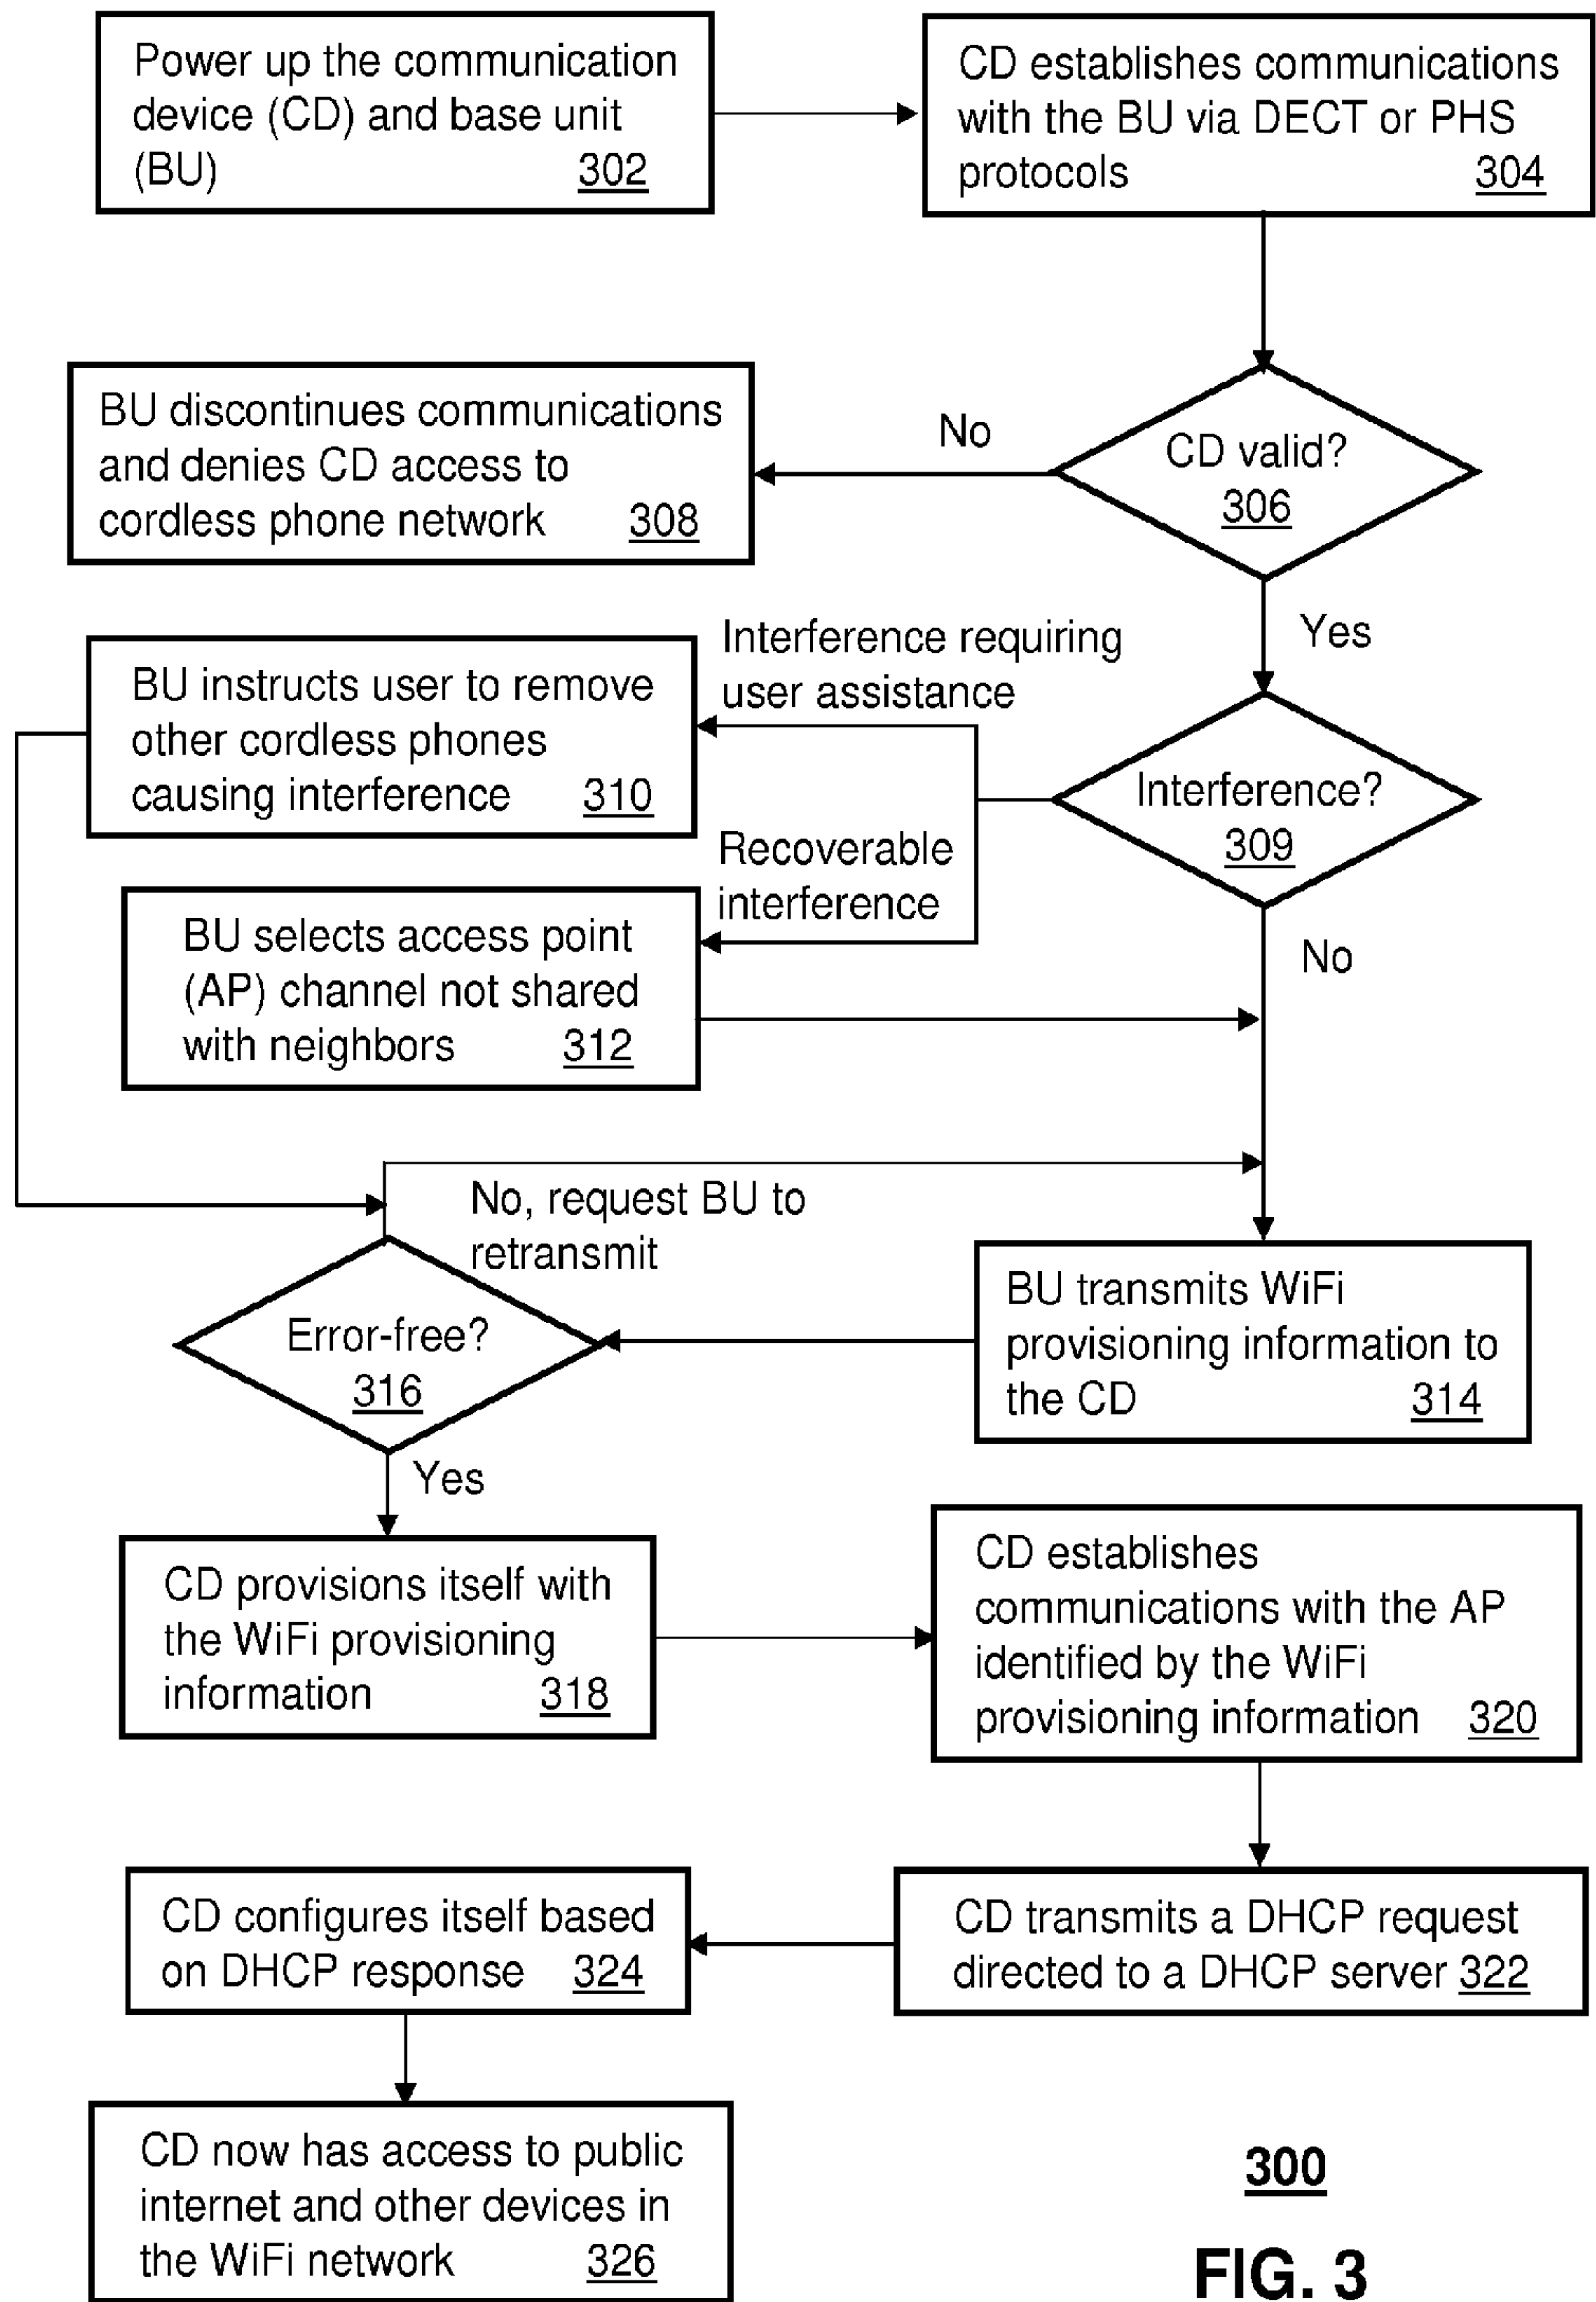 Power up the communication
device (CD) and base unit
(BU) 302
CD establishes communications
with the BU via DECT or PHS
protocols 304
CD valid?
306
No
BU discontinues communications
and denies CD access to
cordless phone network 308
Yes
Interference?
309
Interference requiring
user assistance
BU instructs user to remove
other cordless phones
causing interference 310
Recoverable
interference
BU selects access point
(AP) channel not shared
with neighbors 312
No
No, request BU to
retransmit
BU transmits WiFi
provisioning information to
the CD 314
Error-free?
316
Yes
CD provisions itself with
the WiFi provisioning
information 318
CD establishes
communications with the AP
identified by the WiFi
provisioning information 320
CD transmits a DHCP request
directed to a DHCP server 322
CD configures itself based
on DHCP response 324
CD now has access to public
internet and other devices in
the WiFi network 326
300
FIG. 3